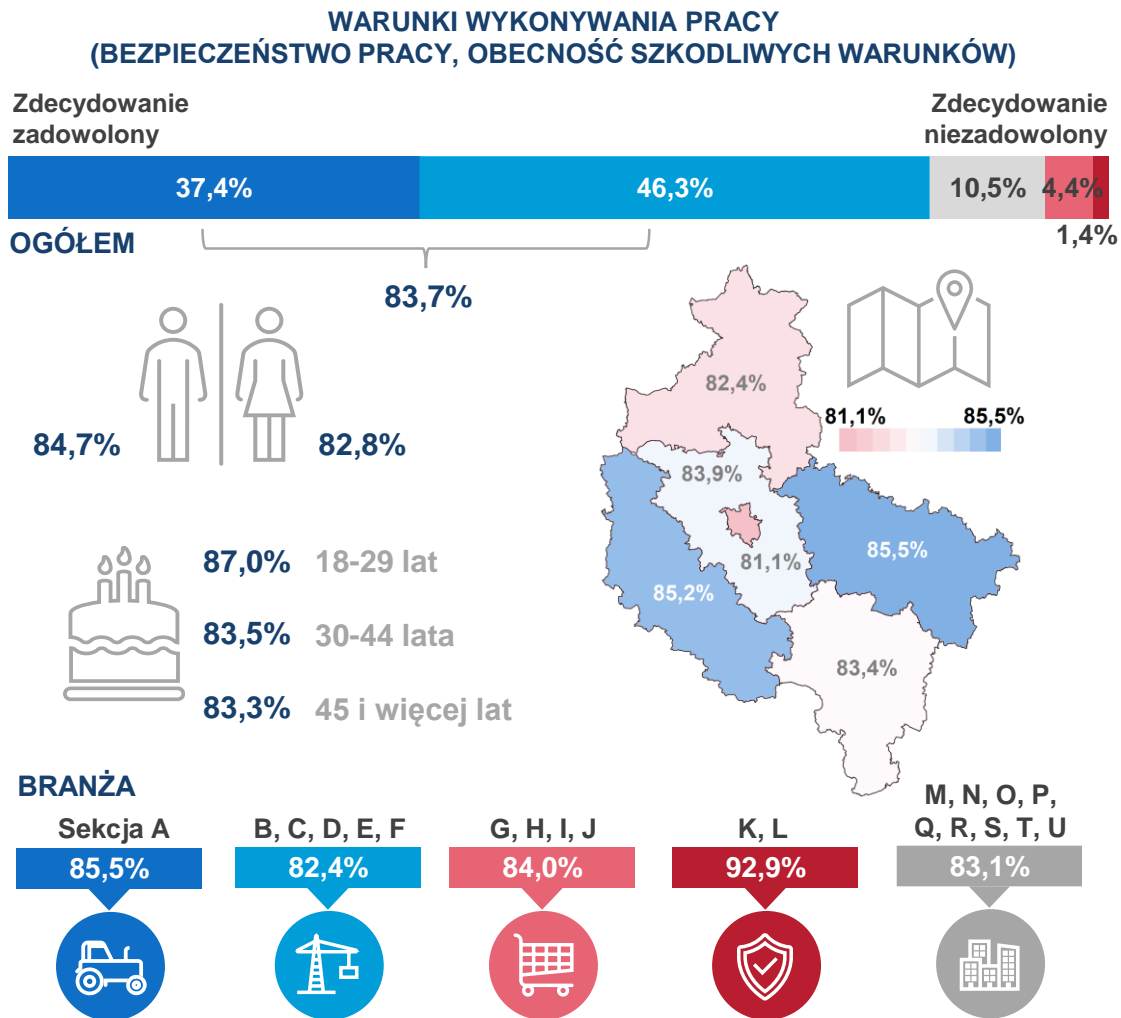 WARUNKI WYKONYWANIA PRACY
(BEZPIECZEŃSTWO PRACY, OBECNOŚĆ SZKODLIWYCH WARUNKÓW)
Zdecydowanie
zadowolony
Zdecydowanie
niezadowolony
37,4%
46,3%
10,5%
4,4%
1,4%
OGÓŁEM
83,7%
84,7%
82,8%
82,4%
81,1%
85,5%
83,9%
85,5%
81,1%
85,2%
83,4%
87,0% 18-29 lat
83,5% 30-44 lata
83,3% 45 i więcej lat
BRANŻA
Sekcja A
85,5%
B, C, D, E, F
82,4%
G, H, I, J
84,0%
K, L
92,9%
M, N, O, P,
Q, R, S, T, U
83,1%